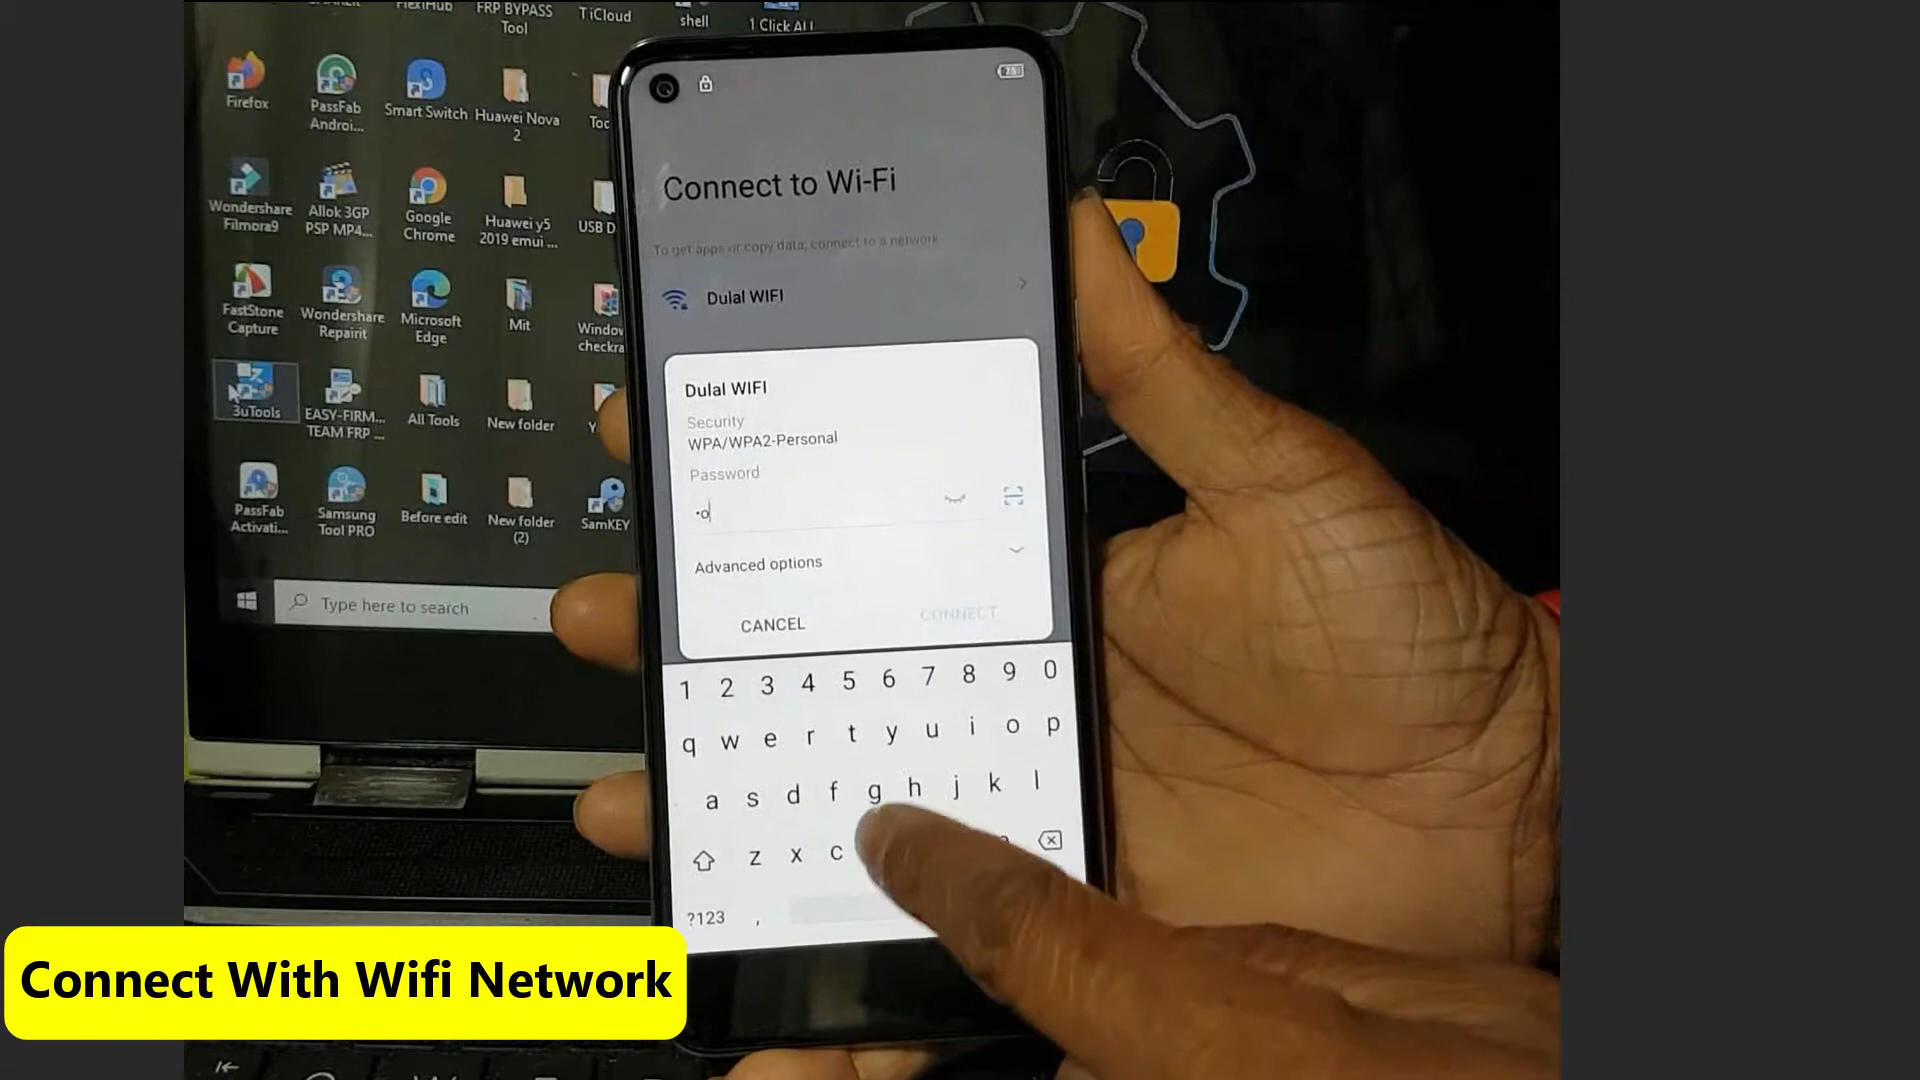 FRP BYPASS
Tool
TiCloud
shell
1 Click ALL
Firefox
PassFab
Androi...
Smart Switch
Huawei Nova
2
Wondershare
Filmora9
Allok 3GP
PSP MP4...
Google
Chrome
Huawei y5
2019 emui ...
USB D
FastStone
Capture
Wondershare
Repairit
Microsoft
Edge
Mit
Window
checkra
3uTools
EASY-FIRM...
TEAM FRP ...
All Tools
New folder
PassFab
Activati...
Samsung
Tool PRO
Before edit
New folder
(2)
SamKEY
Type here to search
75
Connect to Wi-Fi
To get apps or copy data, connect to a network
Dulal WIFI
Dulal WIFI
Security
WPA/WPA2-Personal
Password
•o
Advanced options
CANCEL
CONNECT
1 2 3 4 5 6 7 8 9 0
q w e r t y u i o p
a s d f g h j k l
z x c
?123 ,
Connect With Wifi Network